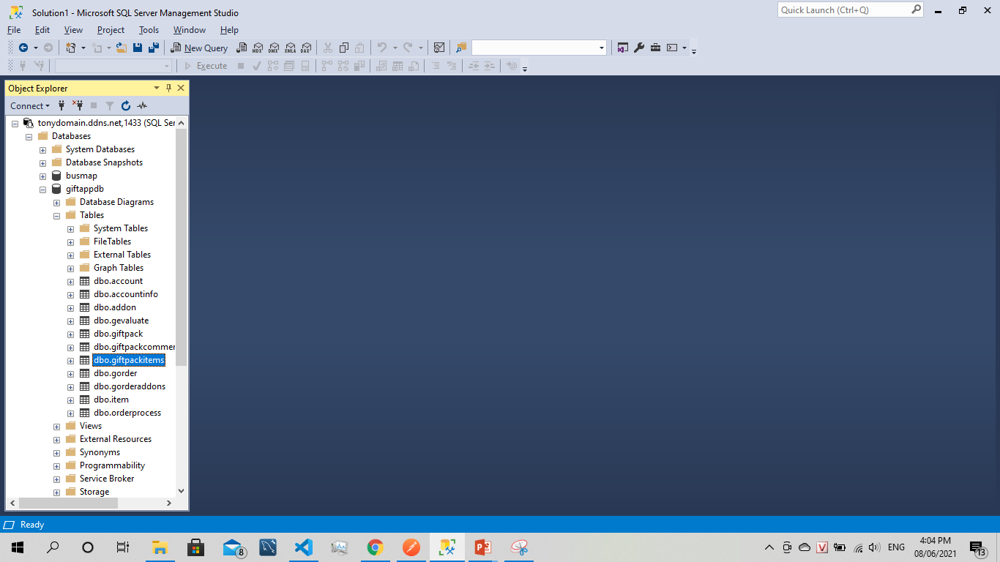 Solution1 - Microsoft SQL Server Management Studio
Quick Launch (Ctrl+Q)
File Edit View Project Tools Window Help
New Query MDX DMX XMLA DAX
Execute
Object Explorer
Connect
tonydomain.ddns.net,1433 (SQL Ser
Databases
System Databases
Database Snapshots
busmap
giftappdb
Database Diagrams
Tables
System Tables
FileTables
External Tables
Graph Tables
dbo.account
dbo.accountinfo
dbo.addon
dbo.gevaluate
dbo.giftpack
dbo.giftpackcommer
dbo.giftpackitems
dbo.gorder
dbo.gorderaddons
dbo.item
dbo.orderprocess
Views
External Resources
Synonyms
Programmability
Service Broker
Storage
Ready
8
V
ENG
4:04 PM
08/06/2021
13